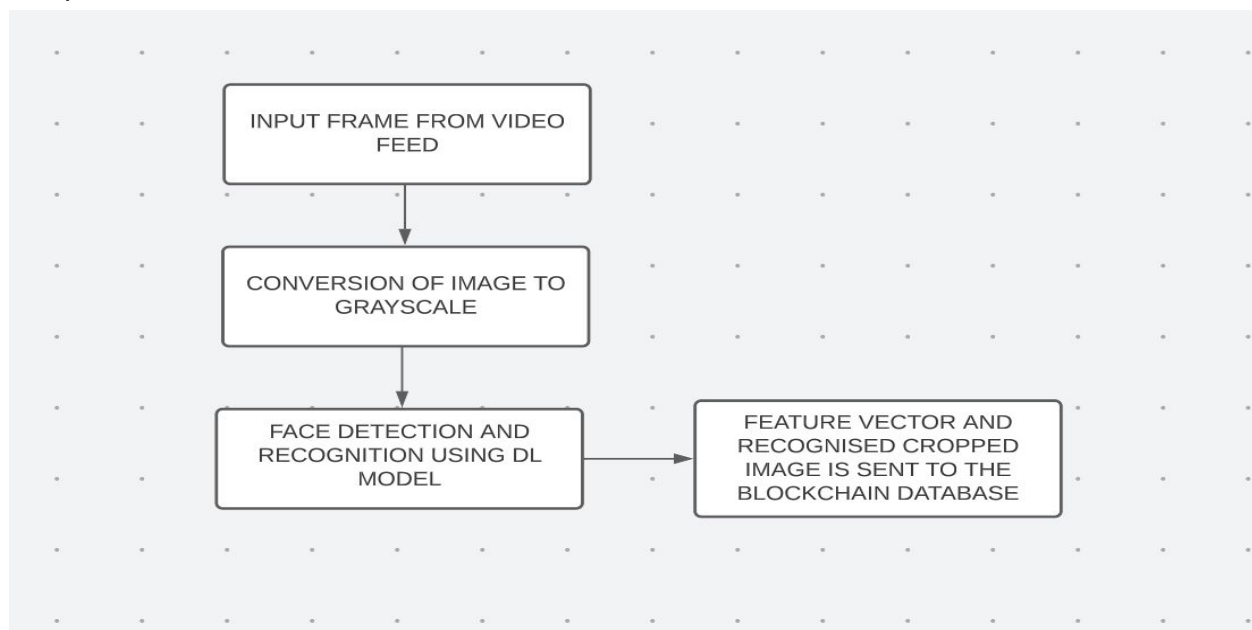 INPUT FRAME FROM VIDEO
FEED
CONVERSION OF IMAGE TO
GRAYSCALE
FACE DETECTION AND
RECOGNITION USING DL
MODEL
FEATURE VECTOR AND
RECOGNISED CROPPED
IMAGE IS SENT TO THE
BLOCKCHAIN DATABASE